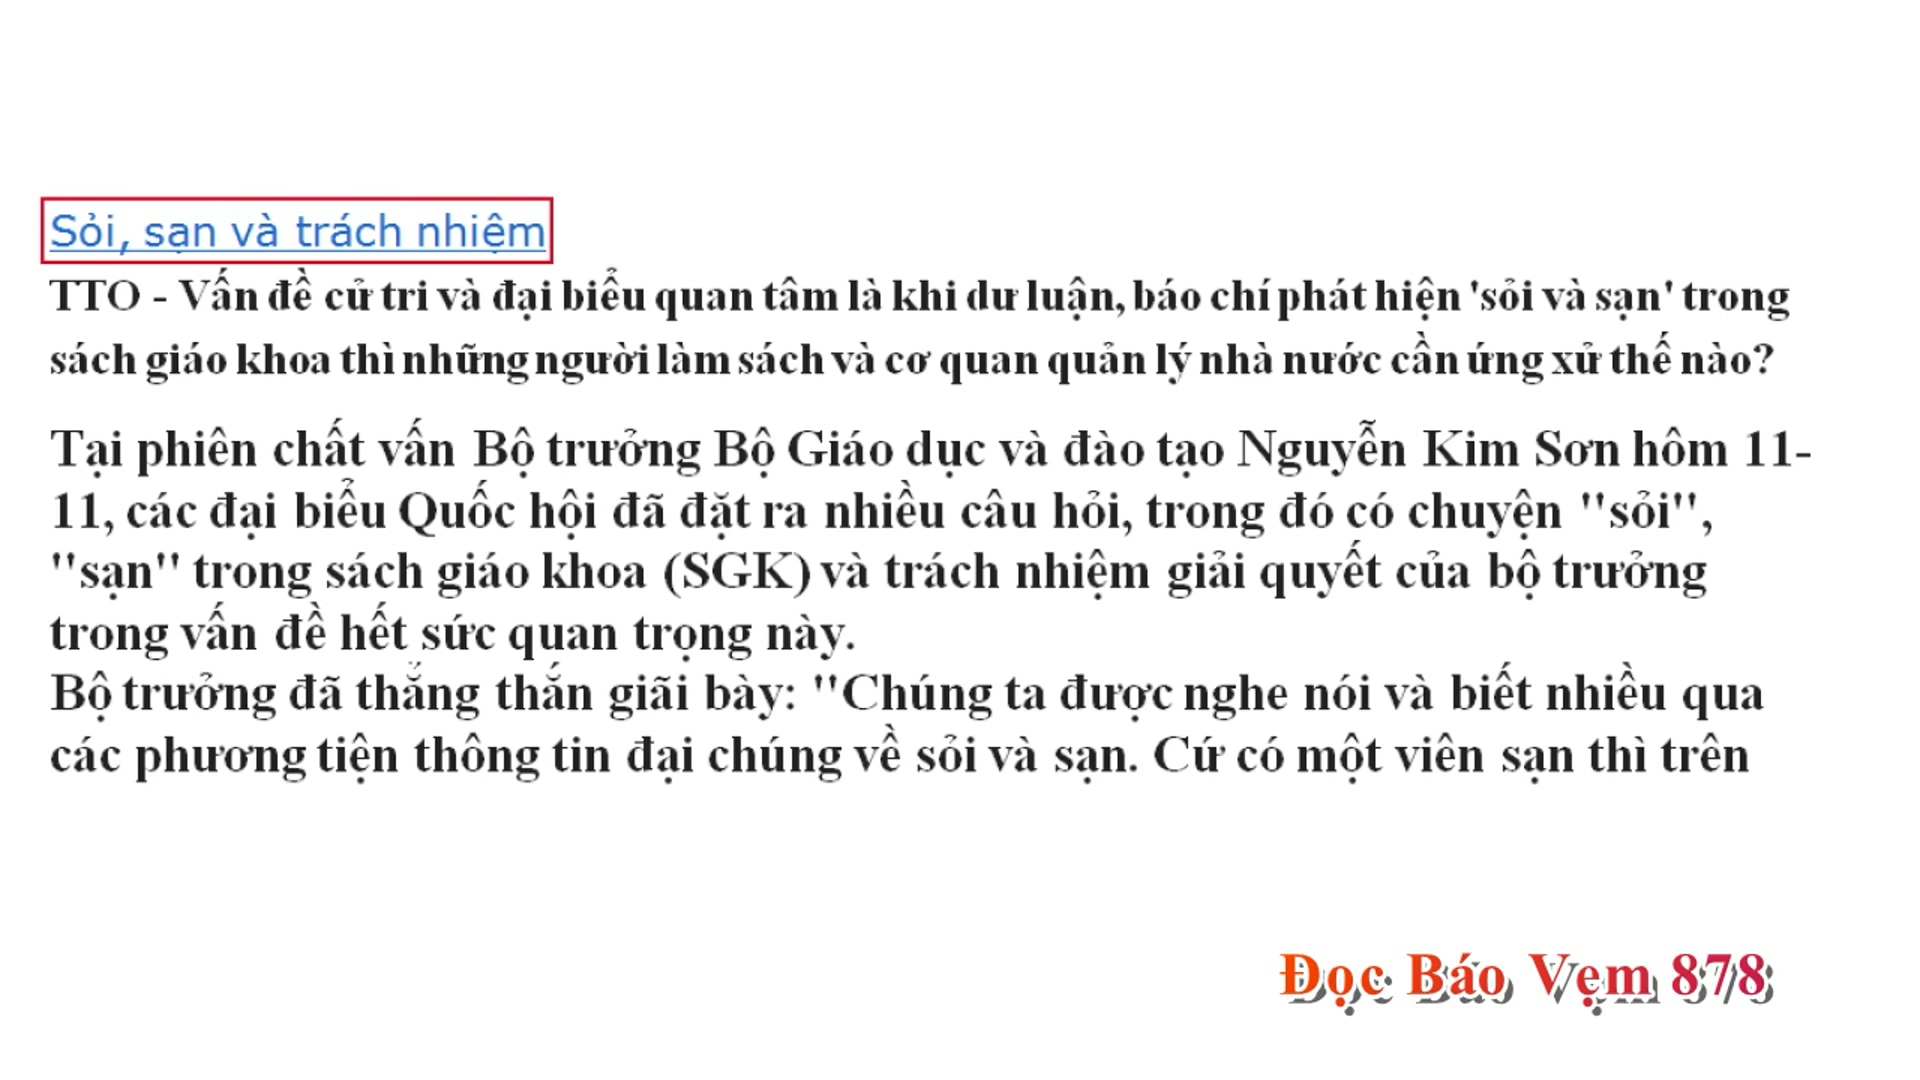 Sỏi, sạn và trách nhiệm
TTO - Vấn đề cử tri và đại biểu quan tâm là khi dư luận, báo chí phát hiện 'sỏi và sạn' trong
sách giáo khoa thì những người làm sách và cơ quan quản lý nhà nước cần ứng xử thế nào?
Tại phiên chất vấn Bộ trưởng Bộ Giáo dục và đào tạo Nguyễn Kim Sơn hôm 11-
11, các đại biểu Quốc hội đã đặt ra nhiều câu hỏi, trong đó có chuyện "sỏi",
"sạn" trong sách giáo khoa (SGK) và trách nhiệm giải quyết của bộ trưởng
trong vấn đề hết sức quan trọng này.
Bộ trưởng đã thẳng thắn giãi bày: "Chúng ta được nghe nói và biết nhiều qua
các phương tiện thông tin đại chúng về sỏi và sạn. Cứ có một viên sạn thì trên
Đọc Báo Vẹm 878